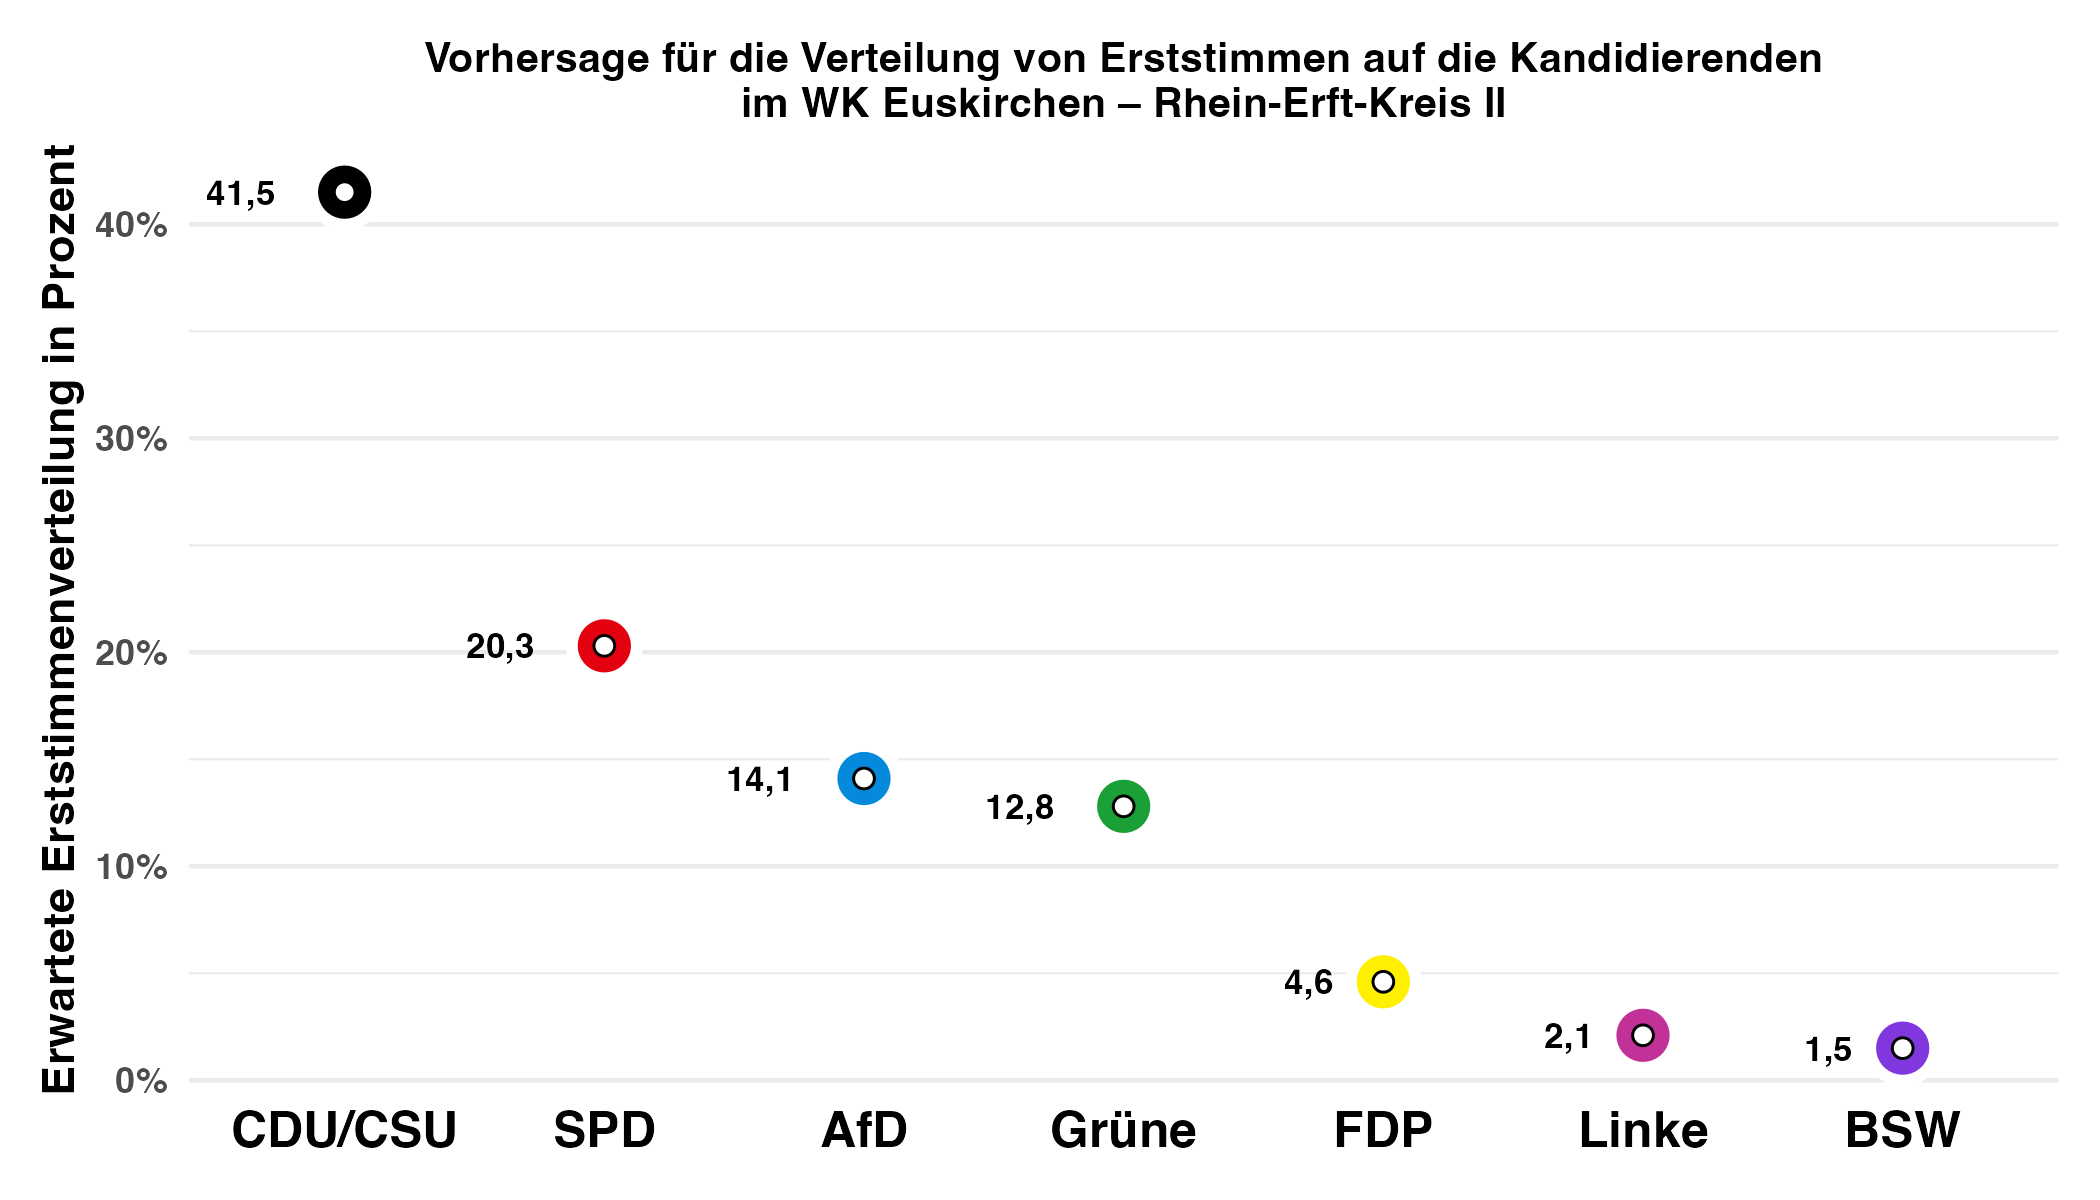 Vorhersage für die Verteilung von Erststimmen auf die Kandidierenden
im WK Euskirchen – Rhein-Erft-Kreis II
Erwartete Erststimmenverteilung in Prozent
40%
30%
20%
10%
0%
41,5
20,3
14,1
12,8
4,6
2,1
1,5
CDU/CSU
SPD
AfD
Grüne
FDP
Linke
BSW